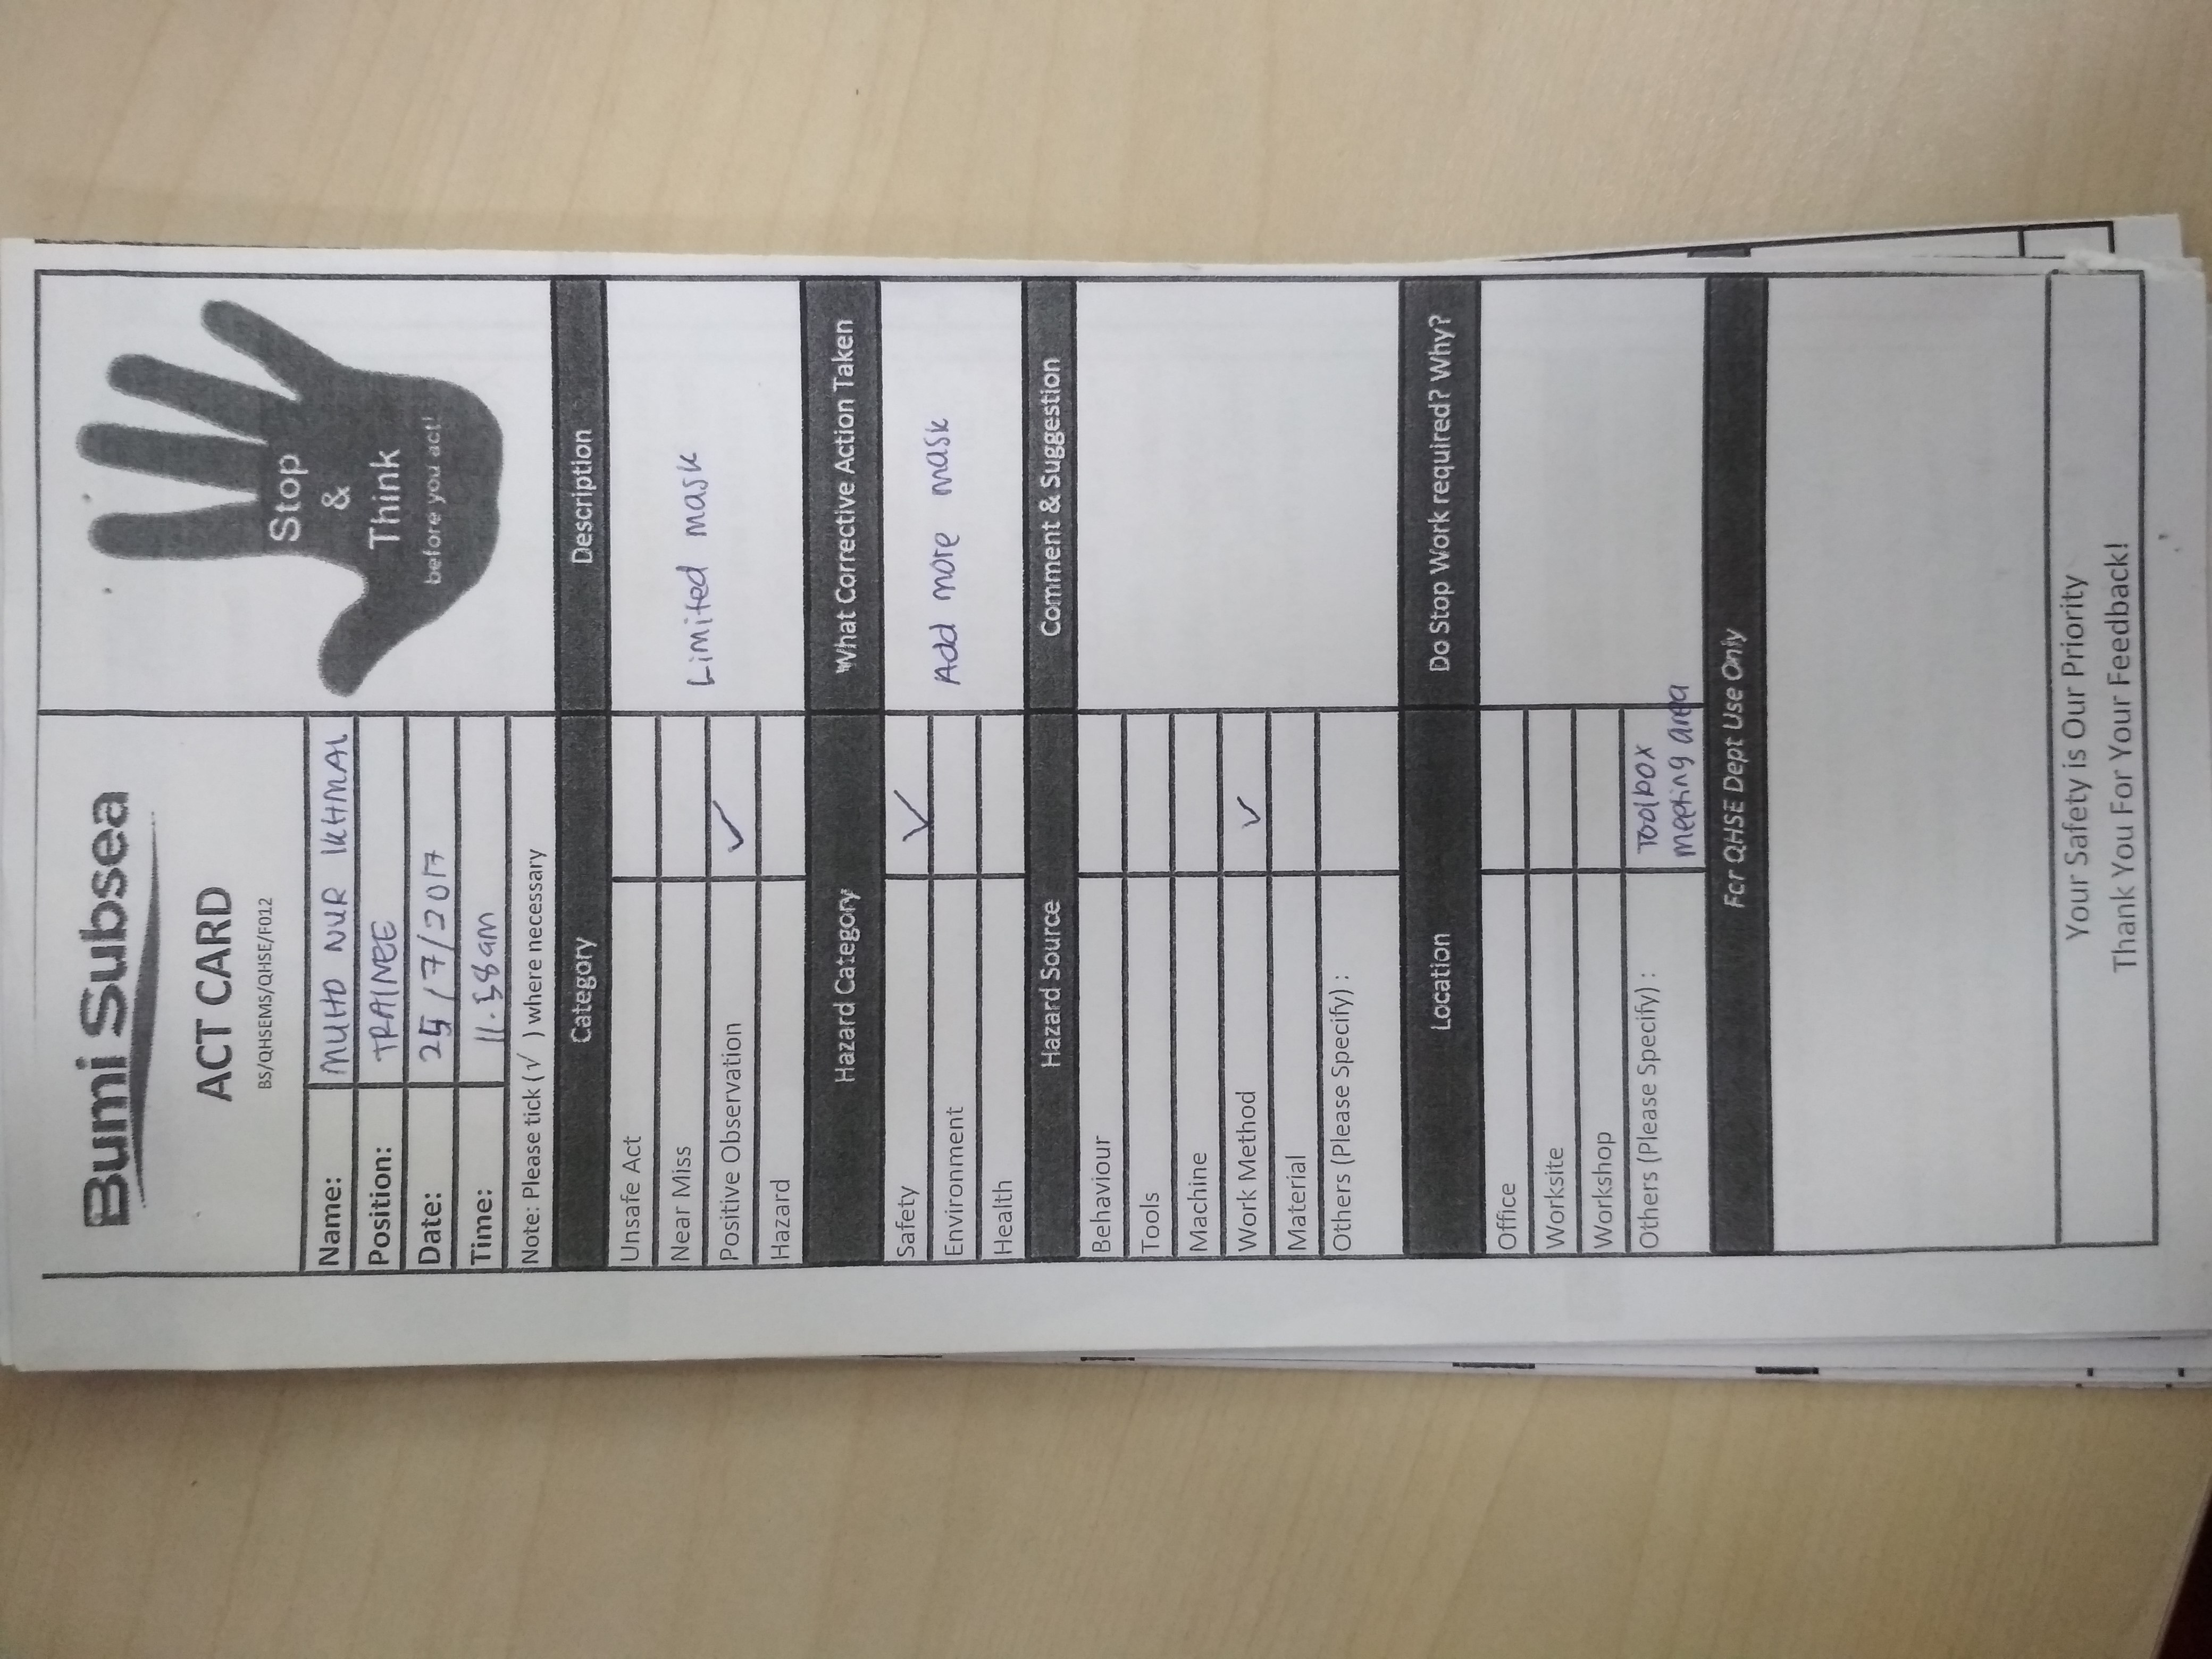 Bumi Subsea
ACT CARD
BS/QHSEMS/QHSE/F012
Stop
&
Think
before you act!
Name: MUHD NUR IKHMAL
Position: TRAINEE
Date: 25/7/2017
Time: 11.38am
Note: Please tick (√ ) where necessary
Category Description
Unsafe Act
Near Miss
Positive Observation ✓ Limited mask
Hazard
Hazard Category What Corrective Action Taken
Safety ✓
Environment Add more mask
Health
Hazard Source Comment & Suggestion
Behaviour
Tools
Machine
Work Method ✓
Material
Others (Please Specify) :
Location Do Stop Work required? Why?
Office
Worksite
Workshop
Others (Please Specify) : Toolbox
meeting area
For QHSE Dept Use Only
Your Safety is Our Priority
Thank You For Your Feedback!